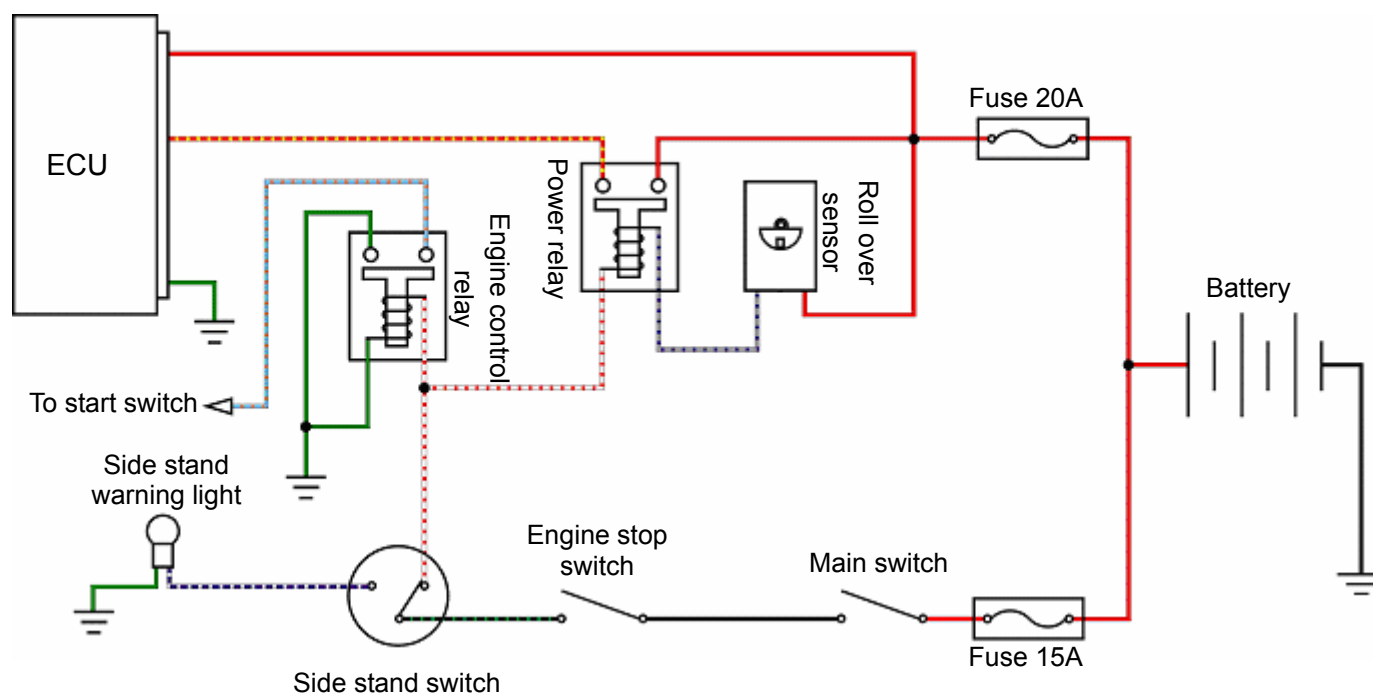 Fuse 20A
ECU
Power relay
Roll over
sensor
Engine control
relay
Battery
To start switch
Side stand
warning light
Engine stop
switch
Main switch
Fuse 15A
Side stand switch